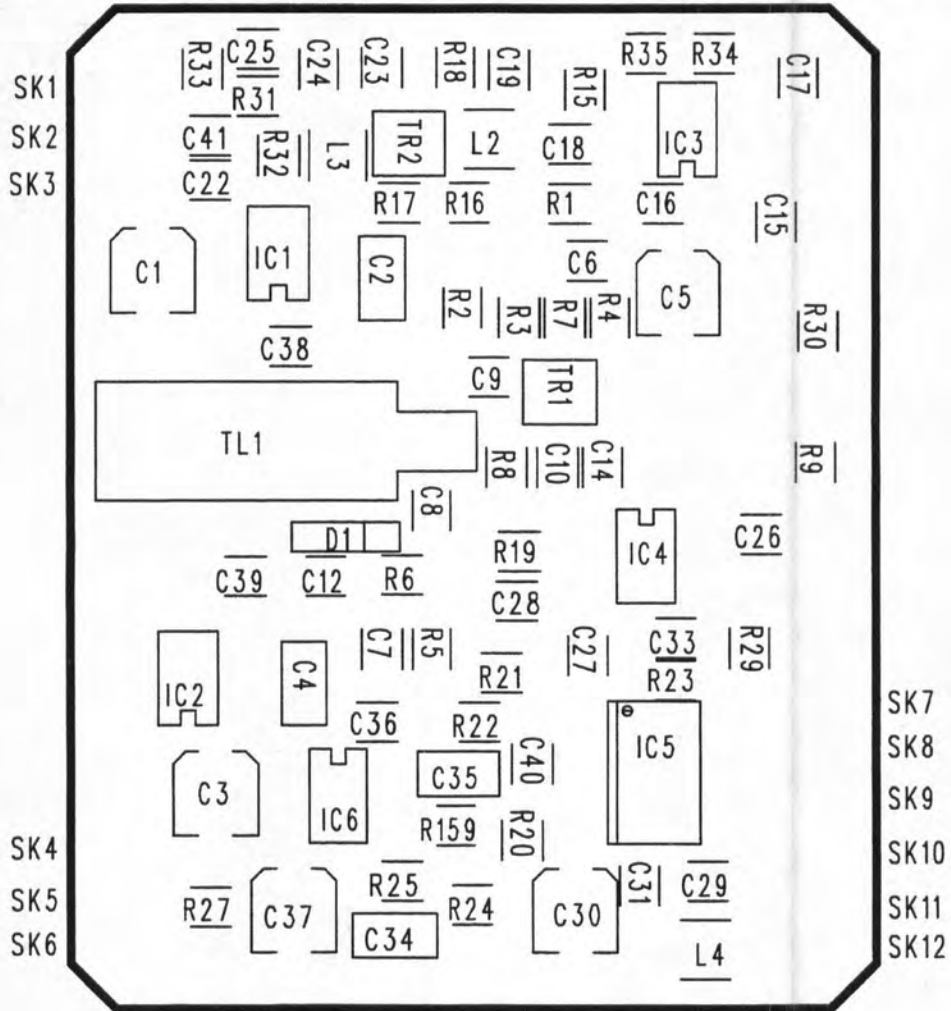 R33
C25
C24
C23
R18
C19
R15
R35
R34
C17
SK1
R31
SK2
C41
R32
L3
TR2
L2
C18
IC3
SK3
C22
R17
R16
R1
C16
C15
C1
IC1
C2
C6
C5
R2
R3
R7
R4
R30
C38
C9
TR1
TL1
R8
C10
C14
R9
C8
D1
R19
IC4
C26
C39
C12
R6
C28
C7
R5
C27
C33
R29
IC2
C4
R21
R23
SK7
C36
R22
IC5
SK8
C3
C35
C40
SK9
IC6
R159
R20
SK4
SK10
R25
C31
C29
SK5
R27
C37
R24
C30
SK11
SK6
C34
L4
SK12